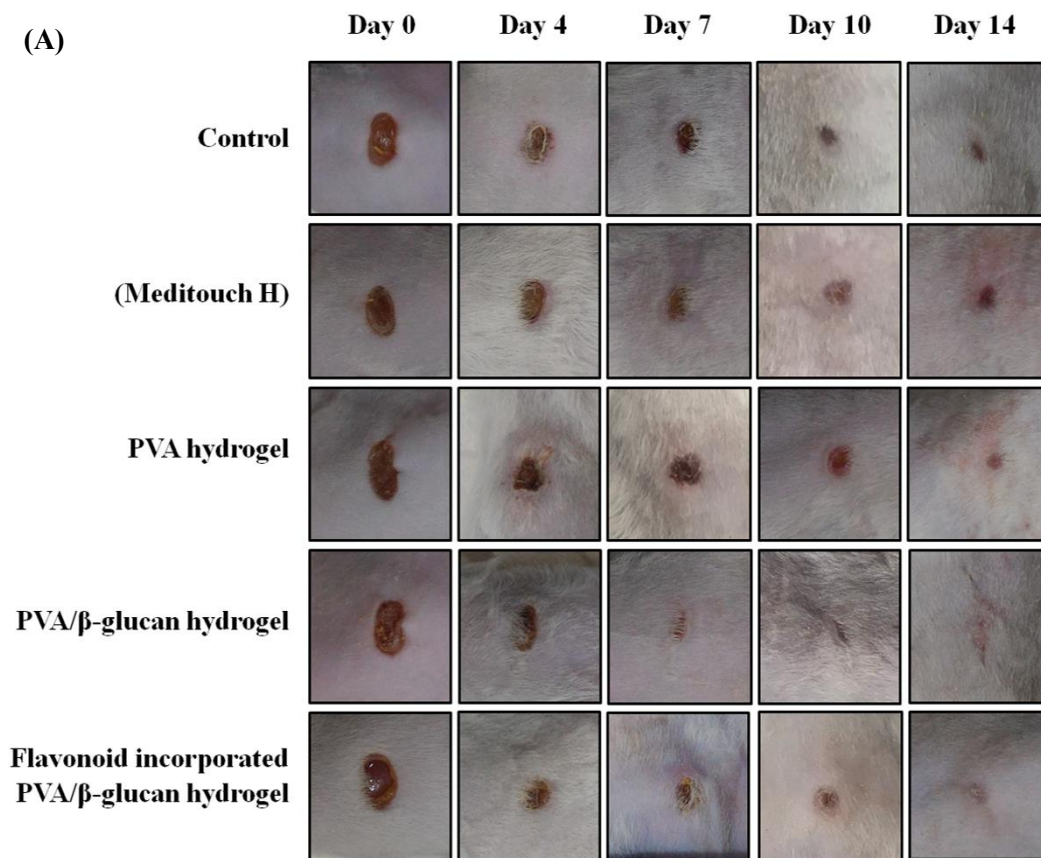 (A)
Day 0 Day 4 Day 7 Day 10 Day 14
Control
(Meditouch H)
PVA hydrogel
PVA/β-glucan hydrogel
Flavonoid incorporated
PVA/β-glucan hydrogel